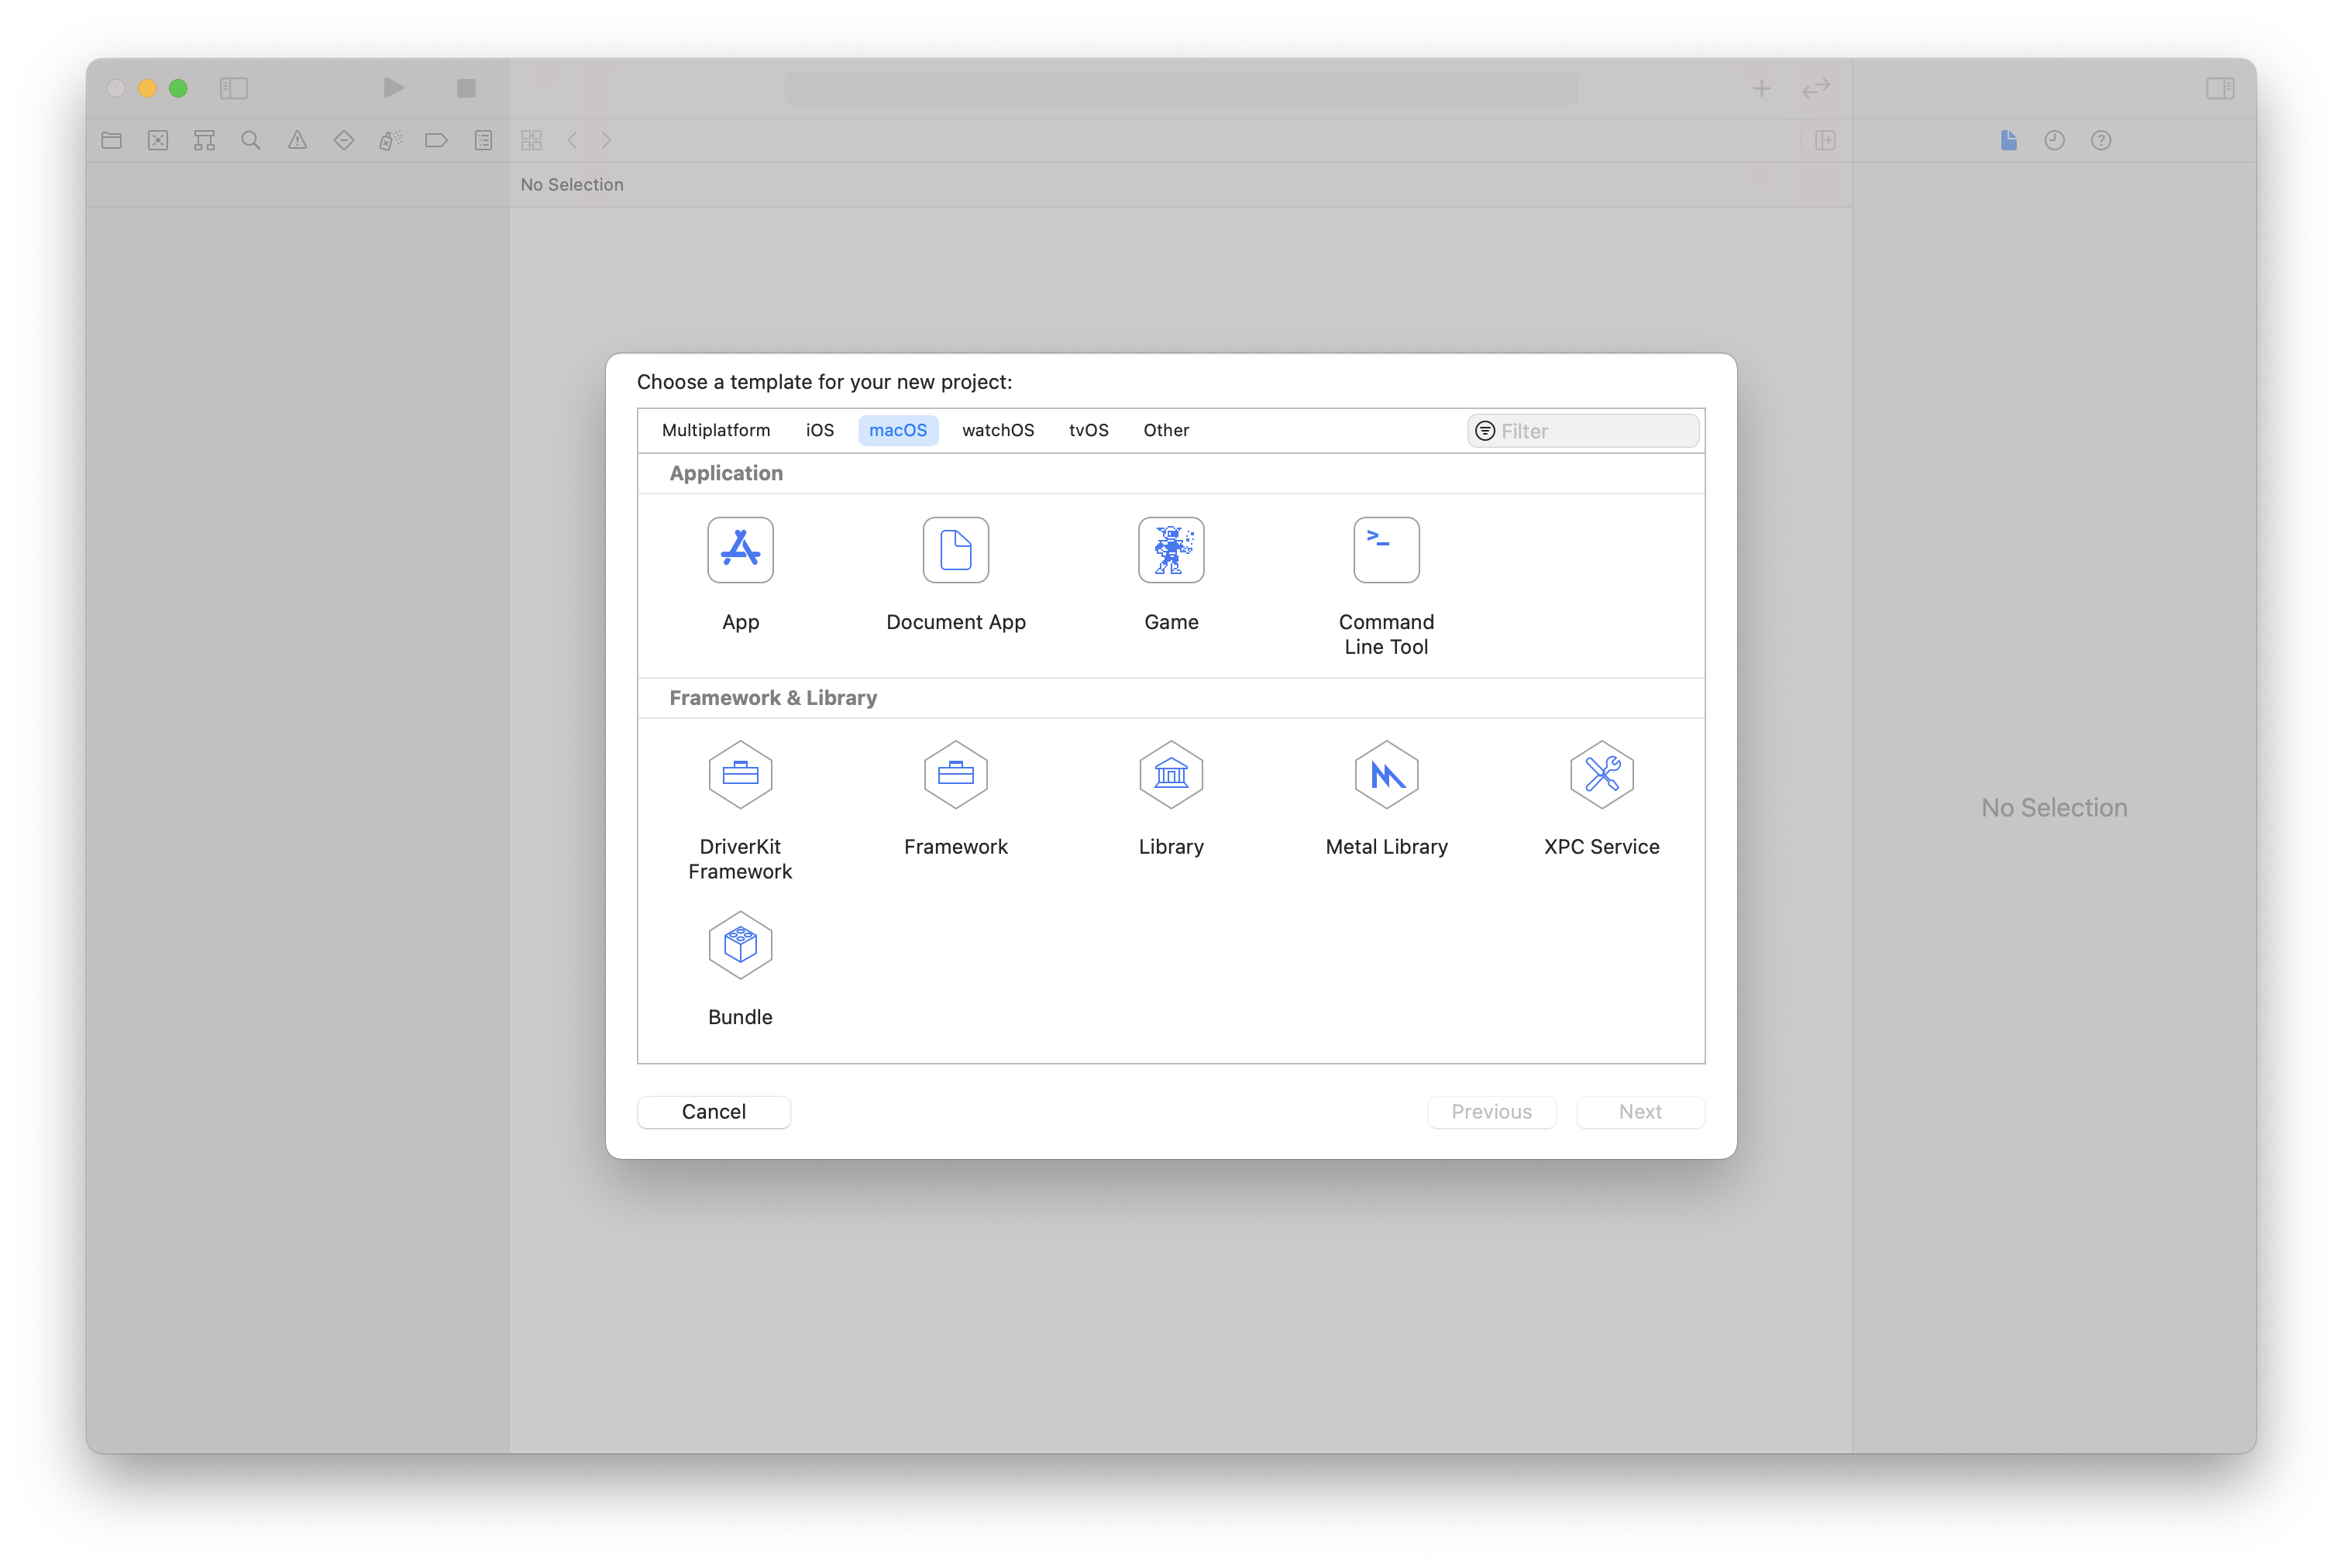 No Selection
Choose a template for your new project:
Multiplatform iOS macOS watchOS tvOS Other Filter
Application
App Document App Game Command
Line Tool
Framework & Library
DriverKit Framework Library Metal Library XPC Service
Framework
Bundle
Cancel Previous Next
No Selection